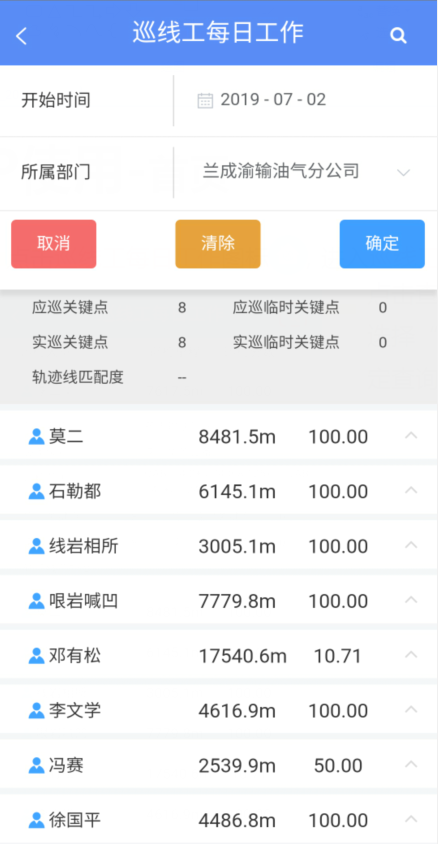 巡线工每日工作
开始时间 2019 - 07 - 02
所属部门 兰成渝输油气分公司
取消 清除 确定
应巡关键点 8 应巡临时关键点 0
实巡关键点 8 实巡临时关键点 0
轨迹线匹配度 --
莫二 8481.5m 100.00
石勒都 6145.1m 100.00
线岩相所 3005.1m 100.00
哏岩喊凹 7779.8m 100.00
邓有松 17540.6m 10.71
李文学 4616.9m 100.00
冯赛 2539.9m 50.00
徐国平 4486.8m 100.00